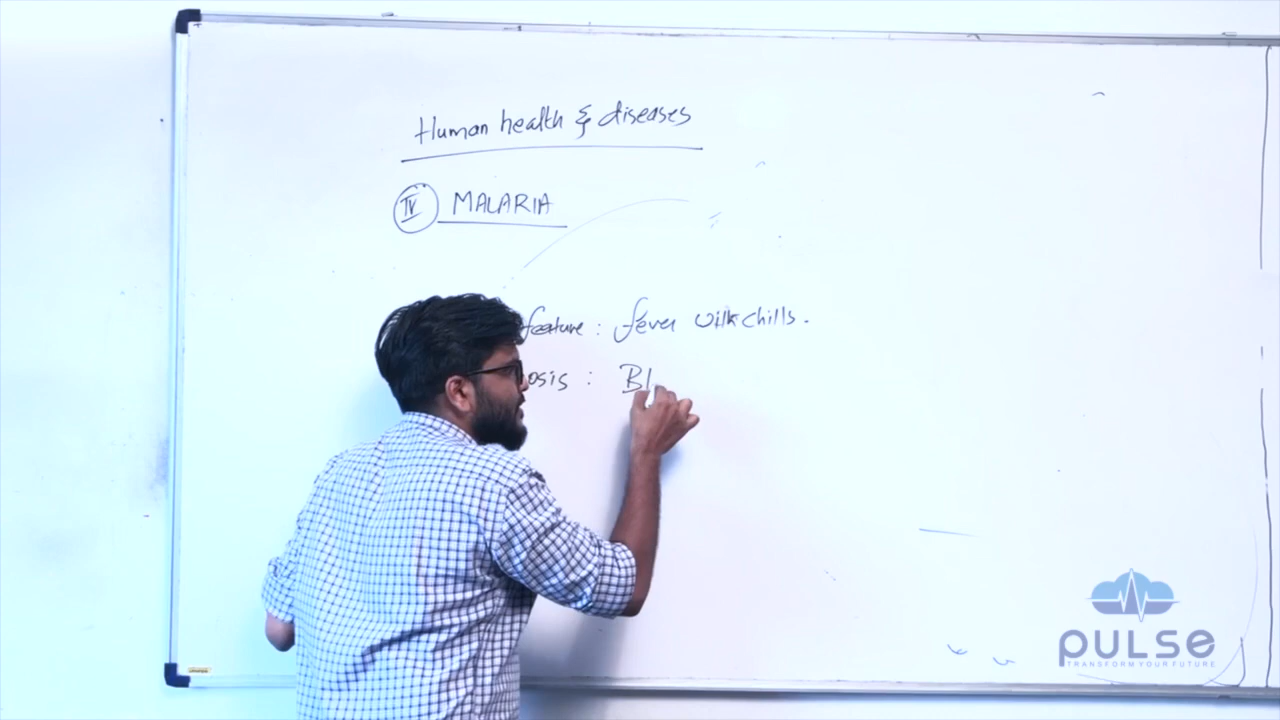 Human health & diseases
IV MALARIA
feature : fever with chills.
osis : Bl
PULSE
TRANSFORM YOUR FUTURE